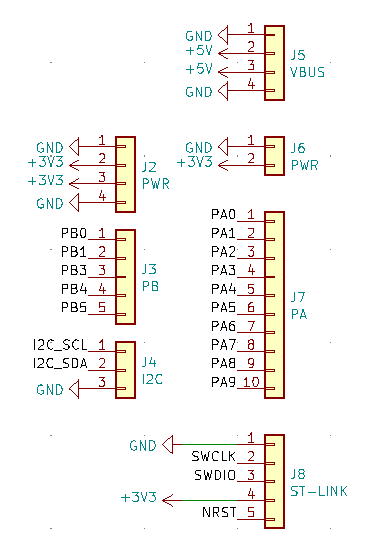 GND 1
+5V 2
+5V 3
GND 4
J5
VBUS
GND 1
+3V3 2
+3V3 3
GND 4
J2
PWR
GND 1
+3V3 2
J6
PWR
PB0 1
PB1 2
PB3 3
PB4 4
PB5 5
J3
PB
PA0 1
PA1 2
PA2 3
PA3 4
PA4 5
PA5 6
PA6 7
PA7 8
PA8 9
PA9 10
J7
PA
I2C_SCL 1
I2C_SDA 2
GND 3
J4
I2C
GND 1
SWCLK 2
SWDIO 3
+3V3 4
NRST 5
J8
ST-LINK